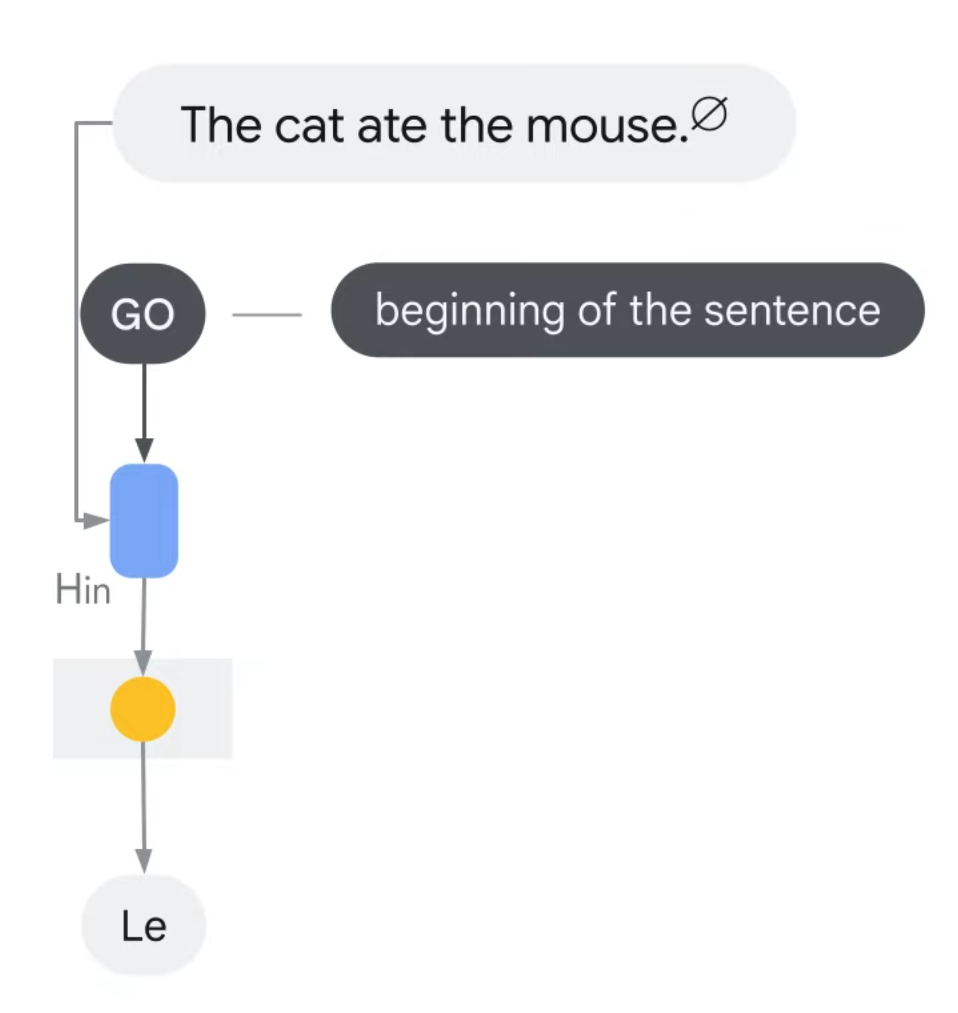 The cat ate the mouse.∅
GO
beginning of the sentence
Hin
Le